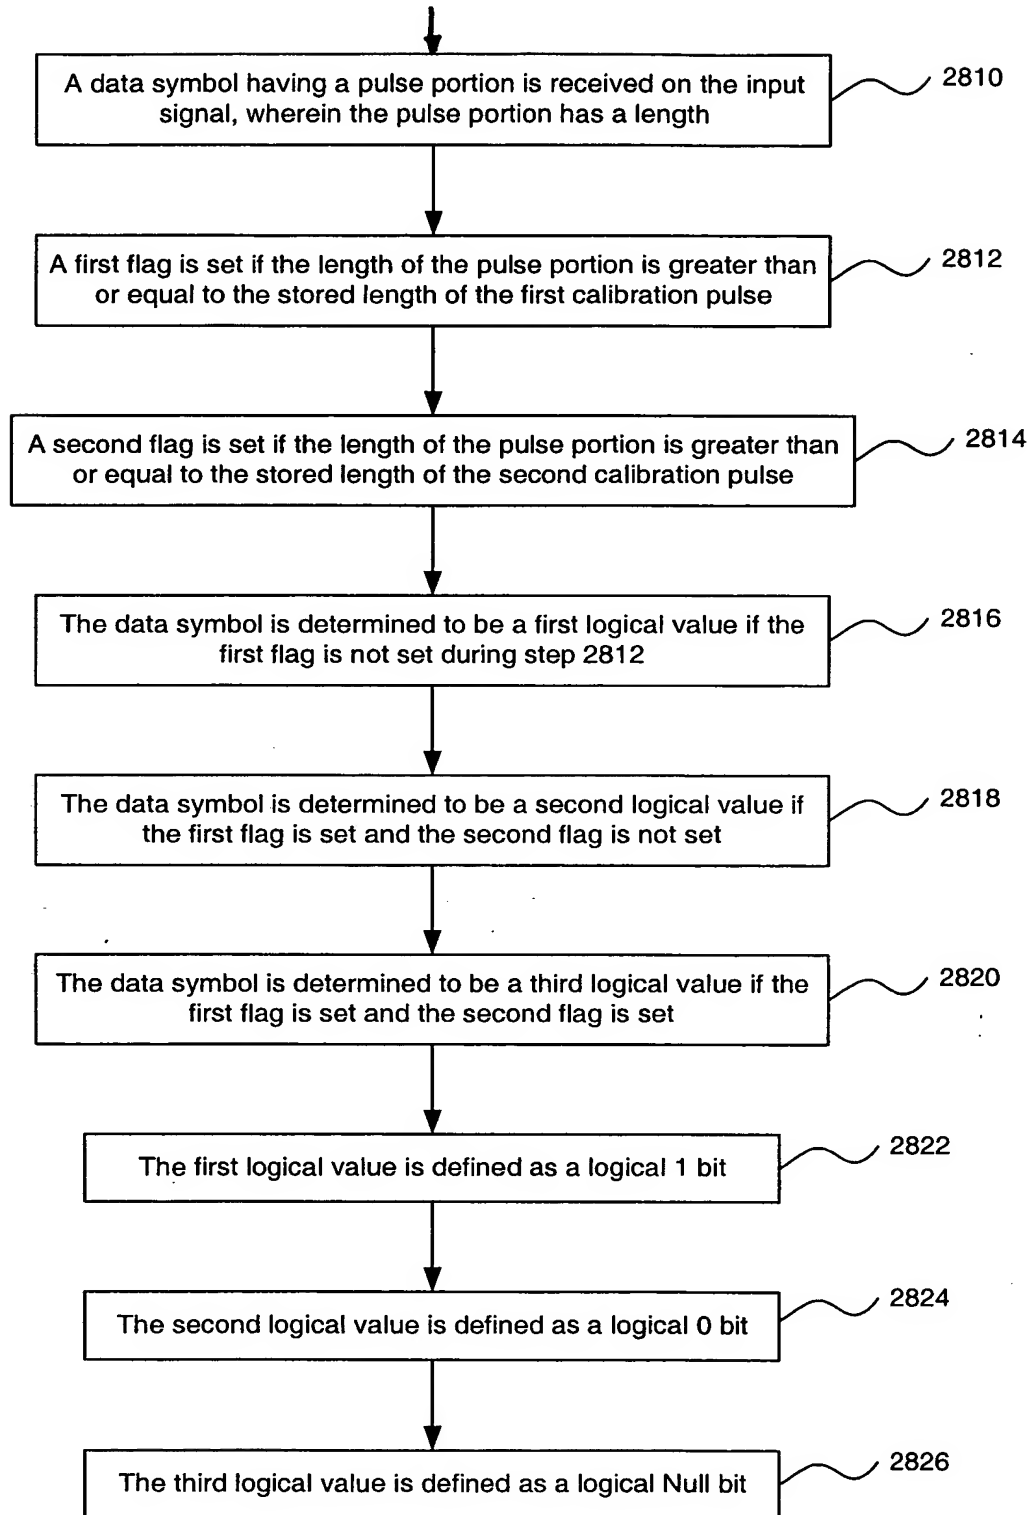 A data symbol having a pulse portion is received on the input
signal, wherein the pulse portion has a length
2810
A first flag is set if the length of the pulse portion is greater than
or equal to the stored length of the first calibration pulse
2812
A second flag is set if the length of the pulse portion is greater than
or equal to the stored length of the second calibration pulse
2814
The data symbol is determined to be a first logical value if the
first flag is not set during step 2812
2816
The data symbol is determined to be a second logical value if
the first flag is set and the second flag is not set
2818
The data symbol is determined to be a third logical value if the
first flag is set and the second flag is set
2820
The first logical value is defined as a logical 1 bit
2822
The second logical value is defined as a logical 0 bit
2824
The third logical value is defined as a logical Null bit
2826